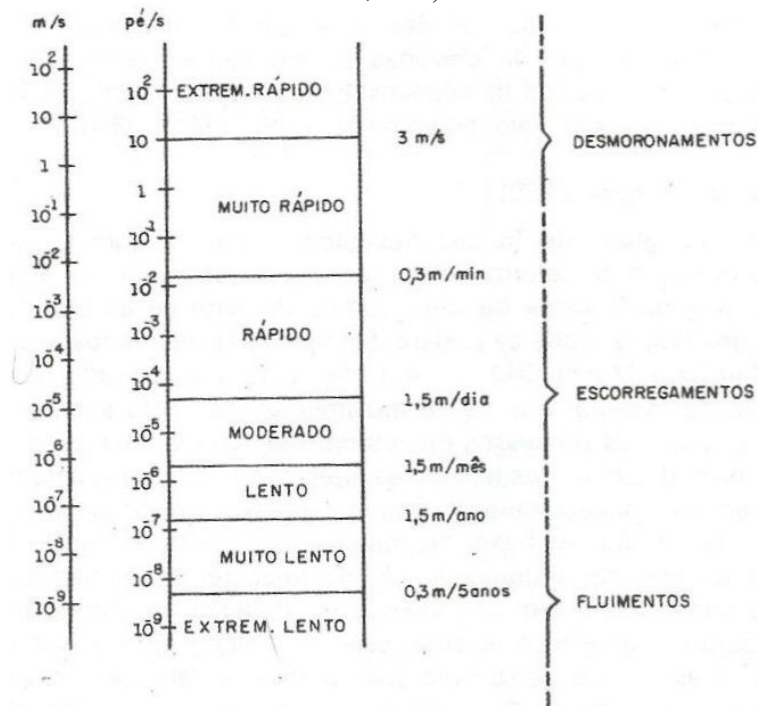 m/s pé/s
10² 10² EXTREM. RÁPIDO
10 10 3 m/s DESMORONAMENTOS
1 1 MUITO RÁPIDO
10⁻¹ 10⁻¹
10⁻² 10⁻² 0,3m/min
10⁻³ 10⁻³ RÁPIDO
10⁻⁴ 10⁻⁴
10⁻⁵ 1,5m/dia ESCORREGAMENTOS
10⁻⁵ MODERADO
10⁻⁶ 10⁻⁶ 1,5m/mês
LENTO
10⁻⁷ 10⁻⁷ 1,5m/ano
10⁻⁸ MUITO LENTO
10⁻⁸ 0,3m/5anos
10⁻⁹ FLUIMENTOS
10⁻⁹ EXTREM. LENTO